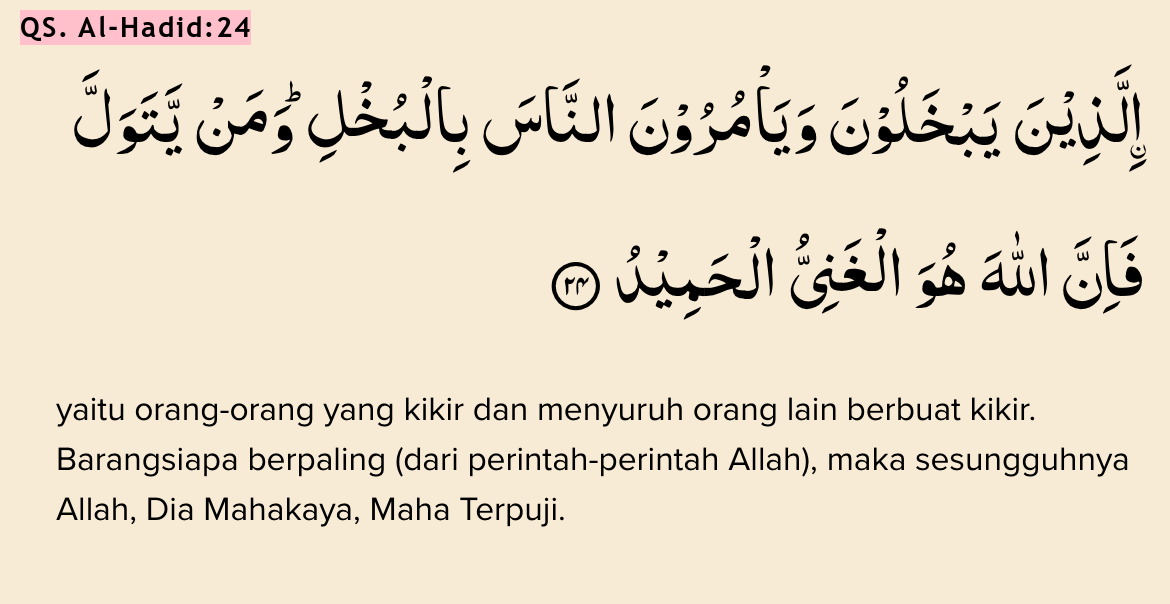 QS. Al-Hadid:24
ۨالَّذِيْنَ يَبْخَلُوْنَ وَيَأْمُرُوْنَ النَّاسَ بِالْبُخْلِ ۗوَمَنْ يَّتَوَلَّ
فَاِنَّ اللّٰهَ هُوَ الْغَنِيُّ الْحَمِيْدُ ٢٤
yaitu orang-orang yang kikir dan menyuruh orang lain berbuat kikir.
Barangsiapa berpaling (dari perintah-perintah Allah), maka sesungguhnya
Allah, Dia Mahakaya, Maha Terpuji.